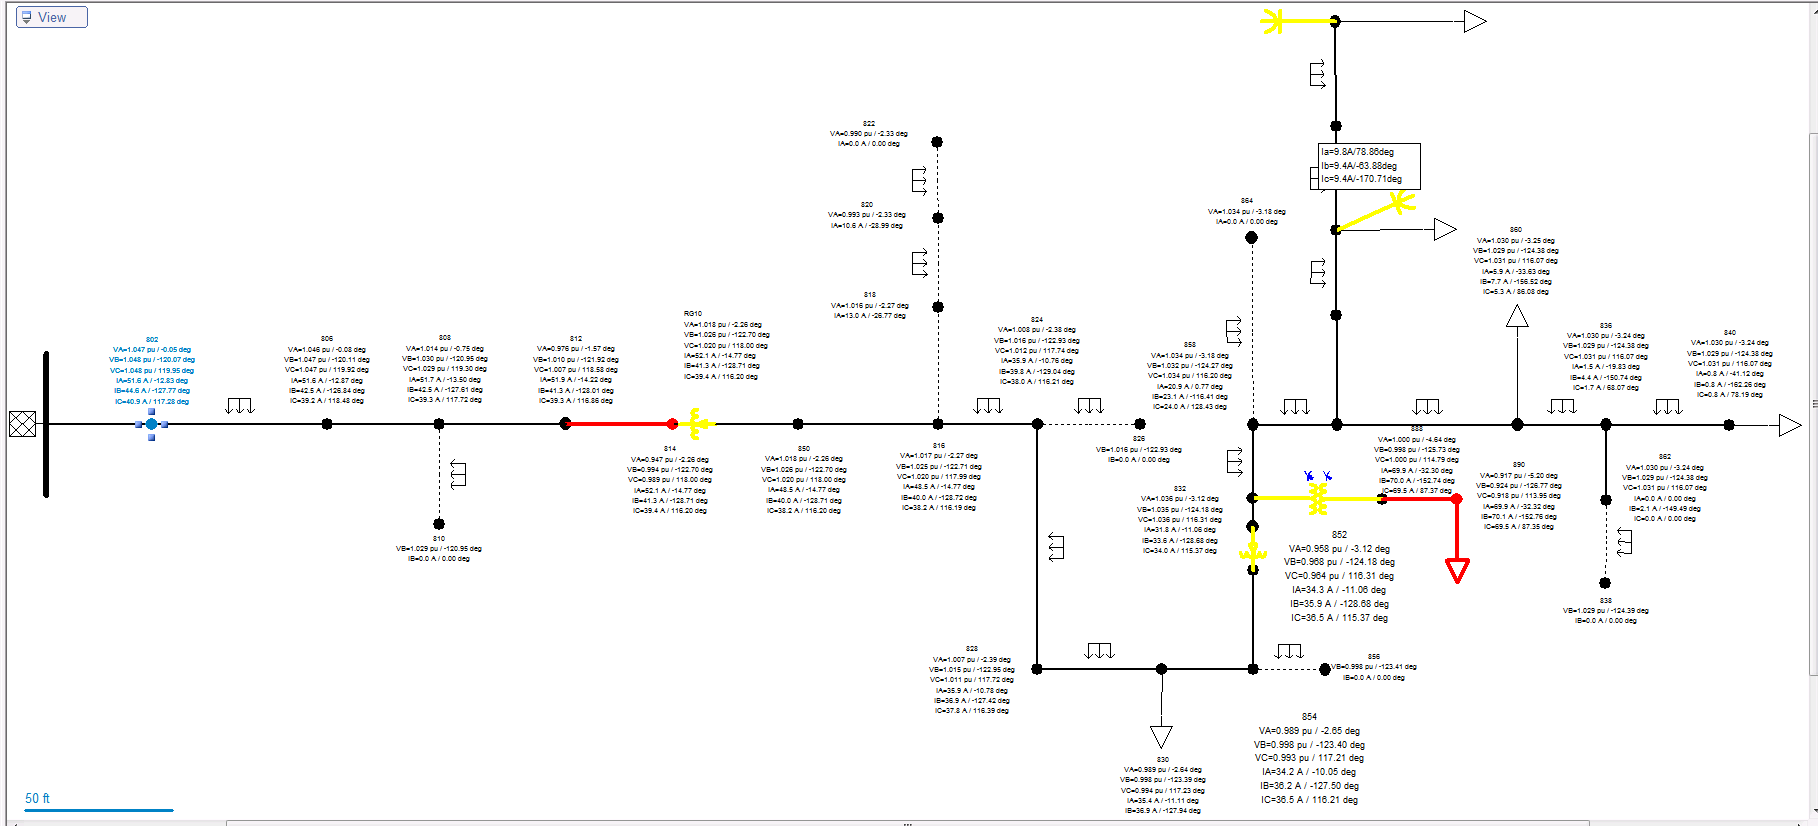 View
Ia=9.8A/78.86deg
Ib=9.4A/-63.88deg
Ic=9.4A/-170.71deg
822
VA=0.990 pu / -2.33 deg
IA=0.0 A / 0.00 deg
820
VA=0.993 pu / -2.33 deg
IA=10.6 A / -28.99 deg
818
VA=1.016 pu / -2.27 deg
IA=13.0 A / -26.77 deg
864
VA=1.034 pu / -3.18 deg
IA=0.0 A / 0.00 deg
860
VA=1.030 pu / -3.25 deg
VB=1.029 pu / -124.38 deg
VC=1.031 pu / 116.07 deg
IA=5.9 A / -33.63 deg
IB=7.7 A / -156.52 deg
IC=5.3 A / 86.08 deg
802
VA=1.047 pu / -0.05 deg
VB=1.048 pu / -120.07 deg
VC=1.048 pu / 119.95 deg
IA=51.6 A / -12.83 deg
IB=44.6 A / -127.77 deg
IC=40.9 A / 117.28 deg
806
VA=1.046 pu / -0.08 deg
VB=1.047 pu / -120.11 deg
VC=1.047 pu / 119.92 deg
IA=51.6 A / -12.87 deg
IB=42.5 A / -126.84 deg
IC=39.2 A / 118.48 deg
808
VA=1.014 pu / -0.75 deg
VB=1.030 pu / -120.95 deg
VC=1.029 pu / 119.30 deg
IA=51.7 A / -13.50 deg
IB=42.5 A / -127.61 deg
IC=39.3 A / 117.72 deg
812
VA=0.976 pu / -1.57 deg
VB=1.010 pu / -121.92 deg
VC=1.007 pu / 118.58 deg
IA=51.9 A / -14.22 deg
IB=41.3 A / -128.01 deg
IC=39.3 A / 116.86 deg
RG10
VA=1.018 pu / -2.26 deg
VB=1.026 pu / -122.70 deg
VC=1.020 pu / 118.00 deg
IA=52.1 A / -14.77 deg
IB=41.3 A / -128.71 deg
IC=39.4 A / 116.20 deg
824
VA=1.008 pu / -2.38 deg
VB=1.016 pu / -122.93 deg
VC=1.012 pu / 117.74 deg
IA=35.9 A / -10.76 deg
IB=39.8 A / -129.04 deg
IC=38.0 A / 116.21 deg
858
VA=1.034 pu / -3.18 deg
VB=1.032 pu / -124.27 deg
VC=1.034 pu / 116.20 deg
IA=20.9 A / 0.77 deg
IB=23.1 A / -116.41 deg
IC=24.0 A / 128.43 deg
836
VA=1.030 pu / -3.24 deg
VB=1.029 pu / -124.38 deg
VC=1.031 pu / 116.07 deg
IA=1.5 A / -19.83 deg
IB=4.4 A / -150.74 deg
IC=1.7 A / 68.07 deg
840
VA=1.030 pu / -3.24 deg
VB=1.029 pu / -124.38 deg
VC=1.031 pu / 116.07 deg
IA=0.8 A / -41.12 deg
IB=0.8 A / -162.26 deg
IC=0.8 A / 78.19 deg
810
VB=1.029 pu / -120.95 deg
IB=0.0 A / 0.00 deg
814
VA=0.947 pu / -2.26 deg
VB=0.994 pu / -122.70 deg
VC=0.989 pu / 118.00 deg
IA=52.1 A / -14.77 deg
IB=41.3 A / -128.71 deg
IC=39.4 A / 116.20 deg
850
VA=1.018 pu / -2.26 deg
VB=1.026 pu / -122.70 deg
VC=1.020 pu / 118.00 deg
IA=48.5 A / -14.77 deg
IB=40.0 A / -128.71 deg
IC=38.2 A / 116.20 deg
816
VA=1.017 pu / -2.27 deg
VB=1.025 pu / -122.71 deg
VC=1.020 pu / 117.99 deg
IA=48.5 A / -14.77 deg
IB=40.0 A / -128.72 deg
IC=38.2 A / 116.19 deg
826
VB=1.016 pu / -122.93 deg
IB=0.0 A / 0.00 deg
832
VA=1.036 pu / -3.12 deg
VB=1.035 pu / -124.18 deg
VC=1.036 pu / 116.31 deg
IA=31.8 A / -11.06 deg
IB=33.6 A / -128.68 deg
IC=34.0 A / 115.37 deg
888
VA=1.000 pu / -4.64 deg
VB=0.998 pu / -125.73 deg
VC=1.000 pu / 114.79 deg
IA=69.9 A / -32.30 deg
IB=70.0 A / -152.74 deg
IC=69.5 A / 87.37 deg
890
VA=0.917 pu / -5.20 deg
VB=0.924 pu / -126.77 deg
VC=0.918 pu / 113.95 deg
IA=69.9 A / -32.32 deg
IB=70.1 A / -152.76 deg
IC=69.5 A / 87.35 deg
862
VA=1.030 pu / -3.24 deg
VB=1.029 pu / -124.38 deg
VC=1.031 pu / 116.07 deg
IA=0.0 A / 0.00 deg
IB=2.1 A / -149.49 deg
IC=0.0 A / 0.00 deg
Y Y
852
VA=0.958 pu / -3.12 deg
VB=0.968 pu / -124.18 deg
VC=0.964 pu / 116.31 deg
IA=34.3 A / -11.06 deg
IB=35.9 A / -128.68 deg
IC=36.5 A / 115.37 deg
838
VB=1.029 pu / -124.39 deg
IB=0.0 A / 0.00 deg
828
VA=1.007 pu / -2.39 deg
VB=1.015 pu / -122.95 deg
VC=1.011 pu / 117.72 deg
IA=35.9 A / -10.78 deg
IB=36.9 A / -127.42 deg
IC=37.8 A / 116.39 deg
856
VB=0.998 pu / -123.41 deg
IB=0.0 A / 0.00 deg
830
VA=0.989 pu / -2.64 deg
VB=0.998 pu / -123.39 deg
VC=0.994 pu / 117.23 deg
IA=35.4 A / -11.11 deg
IB=36.9 A / -127.94 deg
854
VA=0.989 pu / -2.65 deg
VB=0.998 pu / -123.40 deg
VC=0.993 pu / 117.21 deg
IA=34.2 A / -10.05 deg
IB=36.2 A / -127.50 deg
IC=36.5 A / 116.21 deg
50 ft